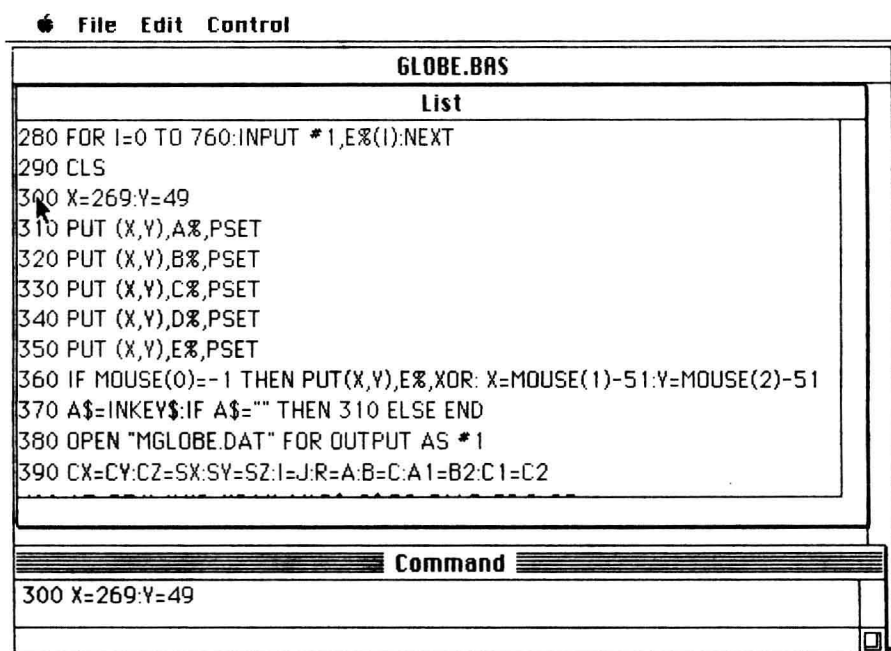 File Edit Control
GLOBE.BAS
List
280 FOR I=0 TO 760:INPUT #1,E%(I):NEXT
290 CLS
300 X=269:Y=49
310 PUT (X,Y),A%,PSET
320 PUT (X,Y),B%,PSET
330 PUT (X,Y),C%,PSET
340 PUT (X,Y),D%,PSET
350 PUT (X,Y),E%,PSET
360 IF MOUSE(0)=-1 THEN PUT(X,Y),E%,XOR: X=MOUSE(1)-51:Y=MOUSE(2)-51
370 A$=INKEY$:IF A$="" THEN 310 ELSE END
380 OPEN "MGLOBE.DAT" FOR OUTPUT AS #1
390 CX=CY:CZ=SX:SY=SZ:I=J:R=A:B=C:A1=B2:C1=C2
Command
300 X=269:Y=49